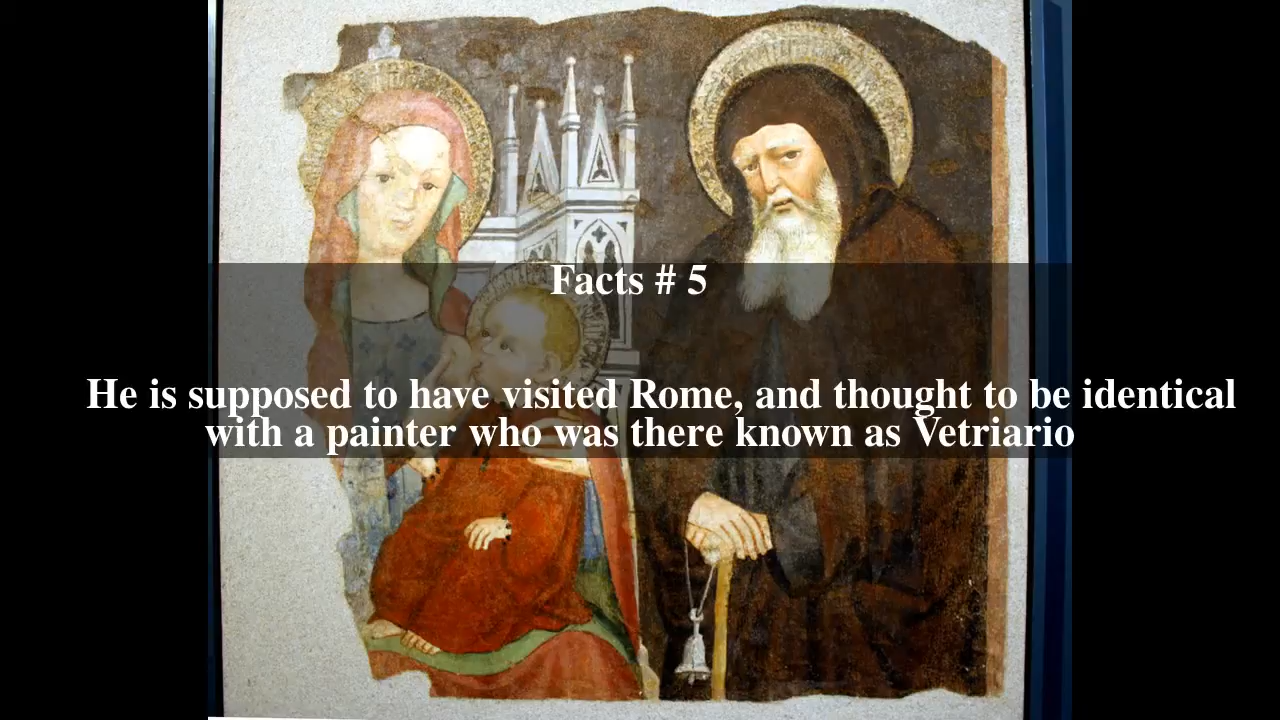 Facts # 5
He is supposed to have visited Rome, and thought to be identical
with a painter who was there known as Vetriario